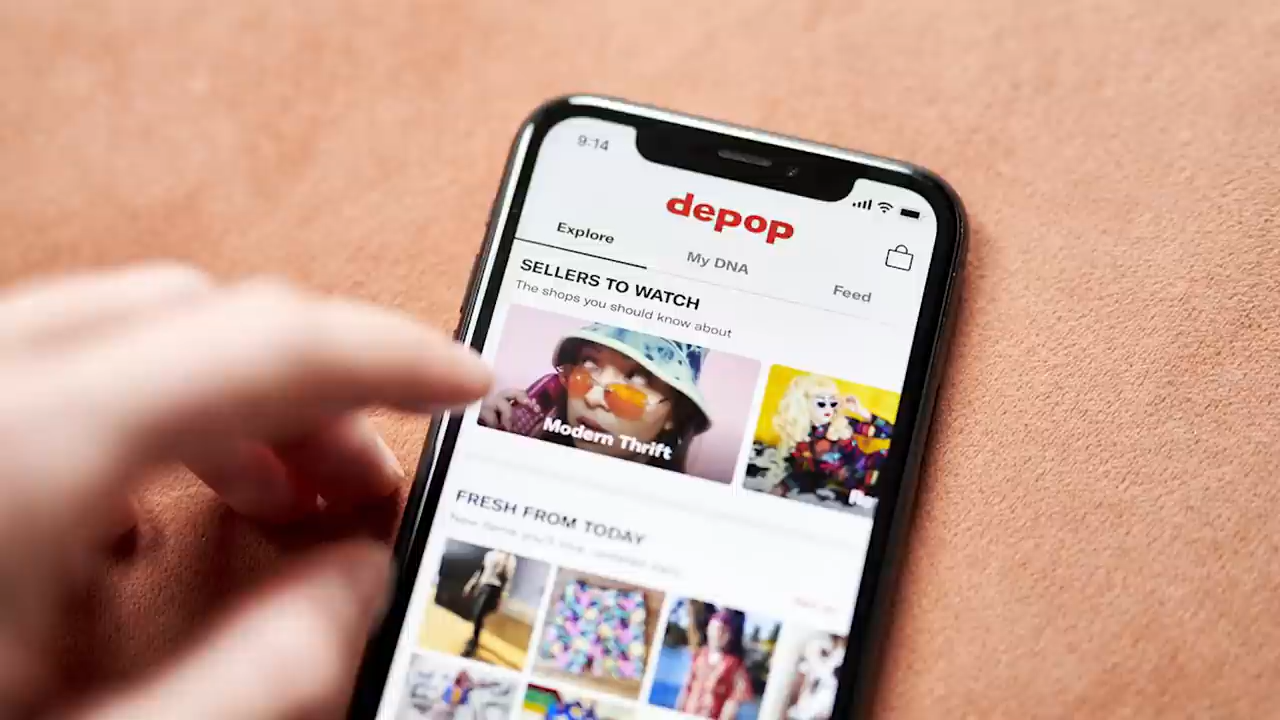 9:14
depop
Explore
My DNA
Feed
SELLERS TO WATCH
The shops you should know about
Modern Thrift
FRESH FROM TODAY